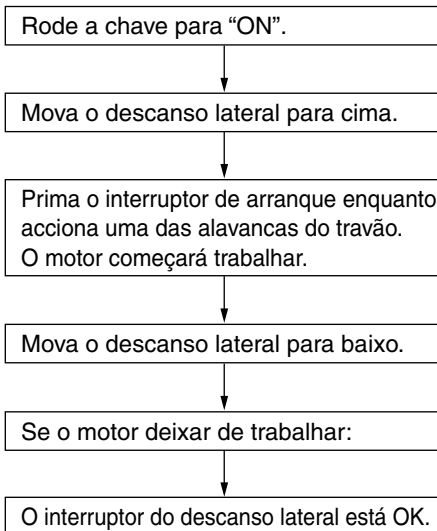 Rode a chave para “ON”.
Mova o descanso lateral para cima.
Prima o interruptor de arranque enquanto
acciona uma das alavancas do travão.
O motor começará trabalhar.
Mova o descanso lateral para baixo.
Se o motor deixar de trabalhar:
O interruptor do descanso lateral está OK.